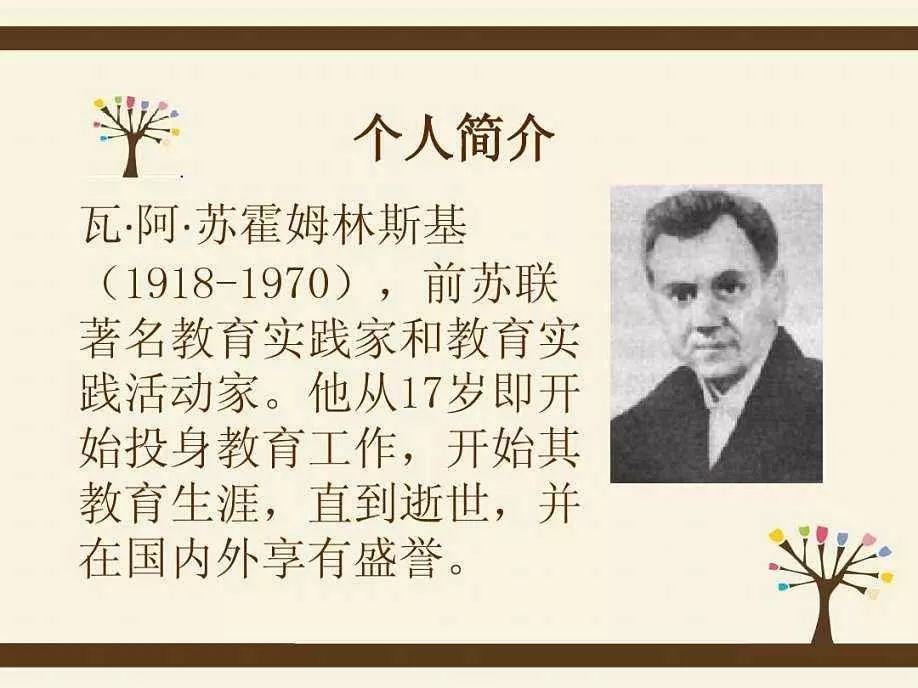 个人简介
瓦·阿·苏霍姆林斯基
（1918-1970），前苏联
著名教育实践家和教育实
践活动家。他从17岁即开
始投身教育工作，开始其
教育生涯，直到逝世，并
在国内外享有盛誉。